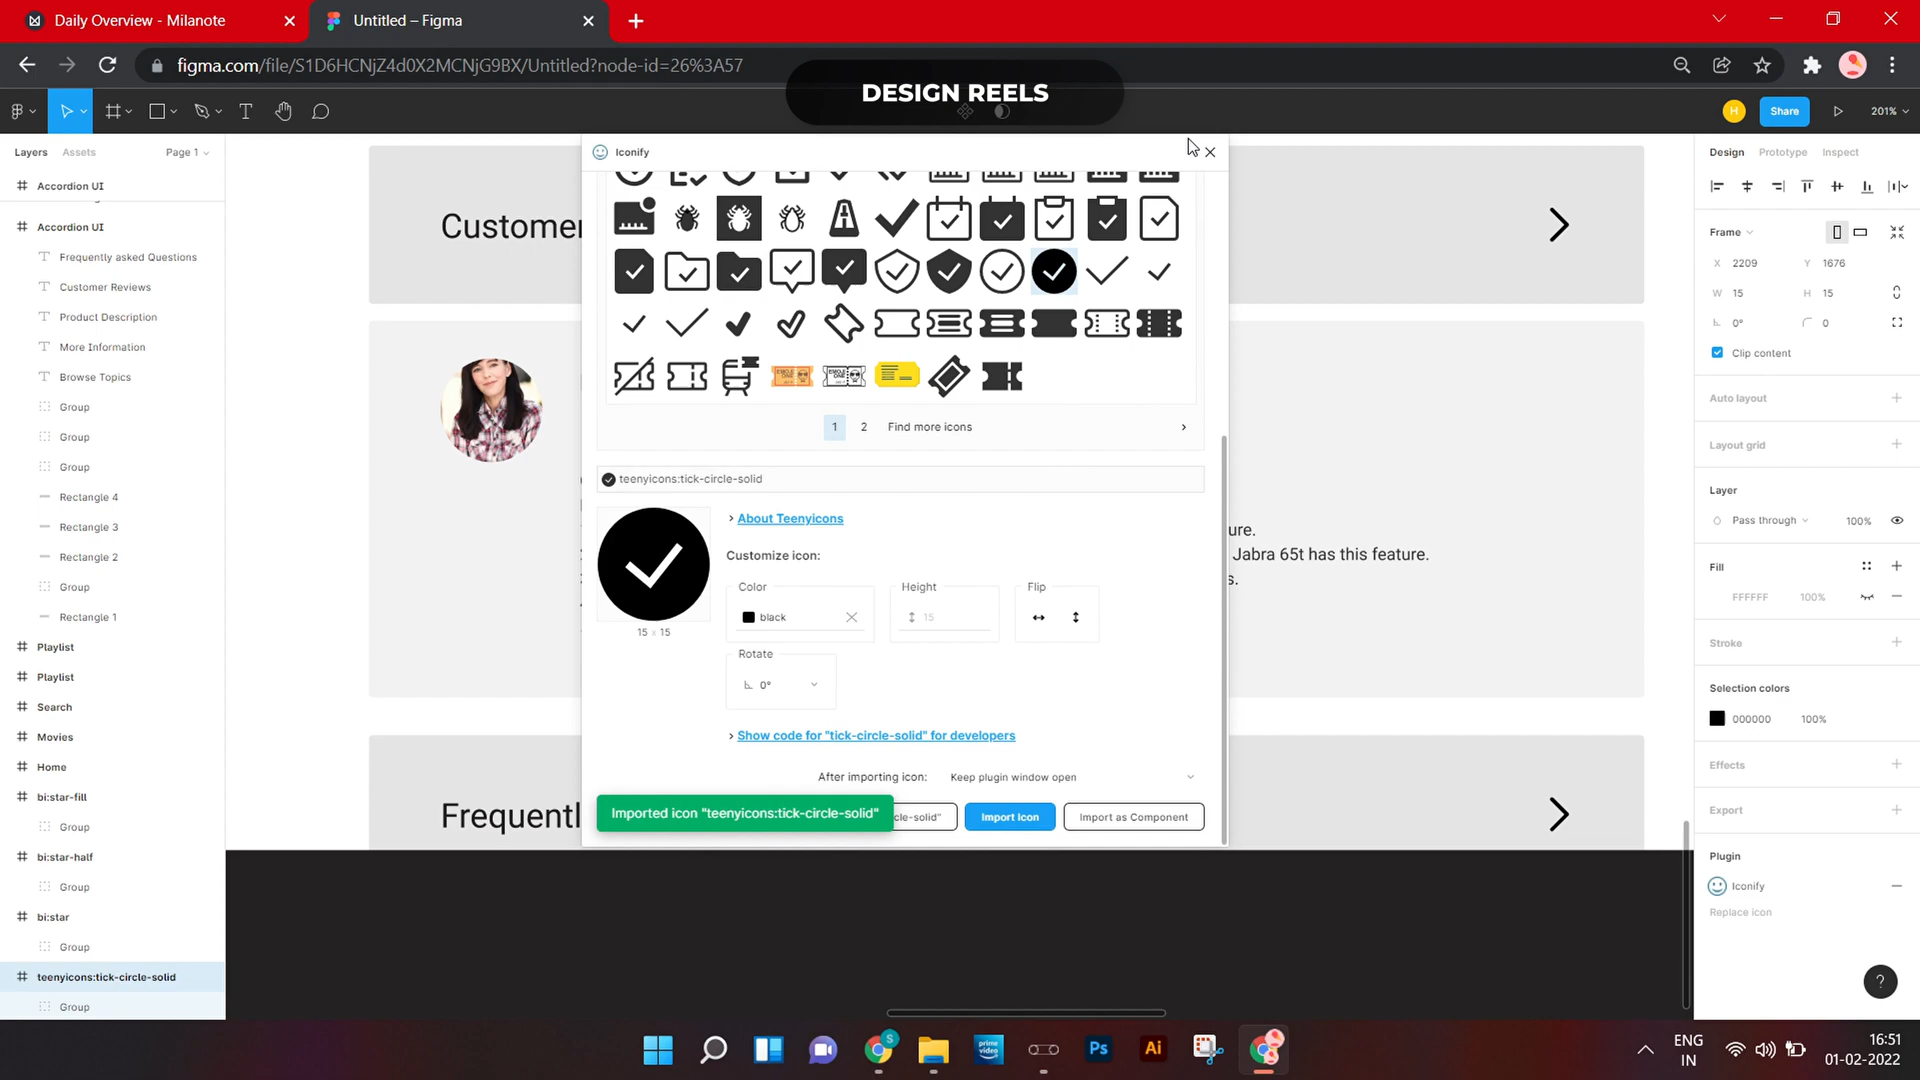 Daily Overview - Milanote
Untitled – Figma
figma.com/file/S1D6HCNjZ4d0X2MCNjG9BX/Untitled?node-id=26%3A57
DESIGN REELS
H
Share
201%
Layers
Assets
Page 1
Accordion UI
Accordion UI
Frequently asked Questions
Customer Reviews
Product Description
More Information
Browse Topics
Group
Group
Group
Rectangle 4
Rectangle 3
Rectangle 2
Group
Rectangle 1
Playlist
Playlist
Search
Movies
Home
bi:star-fill
Group
bi:star-half
Group
bi:star
Group
teenyicons:tick-circle-solid
Group
Customer
Frequentl
ure.
Jabra 65t has this feature.
s.
Iconify
1
2
Find more icons
teenyicons:tick-circle-solid
15 x 15
About Teenyicons
Customize icon:
Color
black
Height
15
Flip
Rotate
0°
Show code for "tick-circle-solid" for developers
After importing icon:
Keep plugin window open
Imported icon "teenyicons:tick-circle-solid"
cle-solid"
Import Icon
Import as Component
Design
Prototype
Inspect
Frame
X 2209
Y 1676
W 15
H 15
0°
0
Clip content
Auto layout
Layout grid
Layer
Pass through
100%
Fill
FFFFFF
100%
Stroke
Selection colors
000000
100%
Effects
Export
Plugin
Iconify
Replace icon
?
S
prime video
Ps
Ai
ENG
IN
16:51
01-02-2022